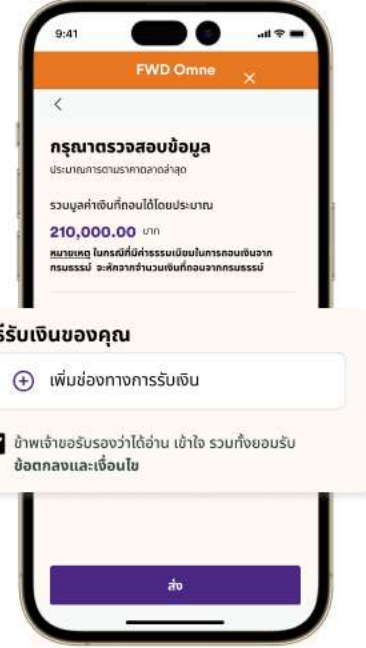 9:41
FWD Omne
กรุณาตรวจสอบข้อมูล
ประมาณการตามราคาตลาดล่าสุด
รวมมูลค่าเงินที่ถอนได้โดยประมาณ
210,000.00 บาท
หมายเหตุ ในกรณีที่มีค่าธรรมเนียมในการถอนเงินจาก
กรมธรรม์ จะหักจากจำนวนเงินที่ถอนจากกรมธรรม์
ธีรับเงินของคุณ
เพิ่มช่องทางการรับเงิน
ข้าพเจ้าขอรับรองว่าได้อ่าน เข้าใจ รวมทั้งยอมรับ
ข้อตกลงและเงื่อนไข
ส่ง